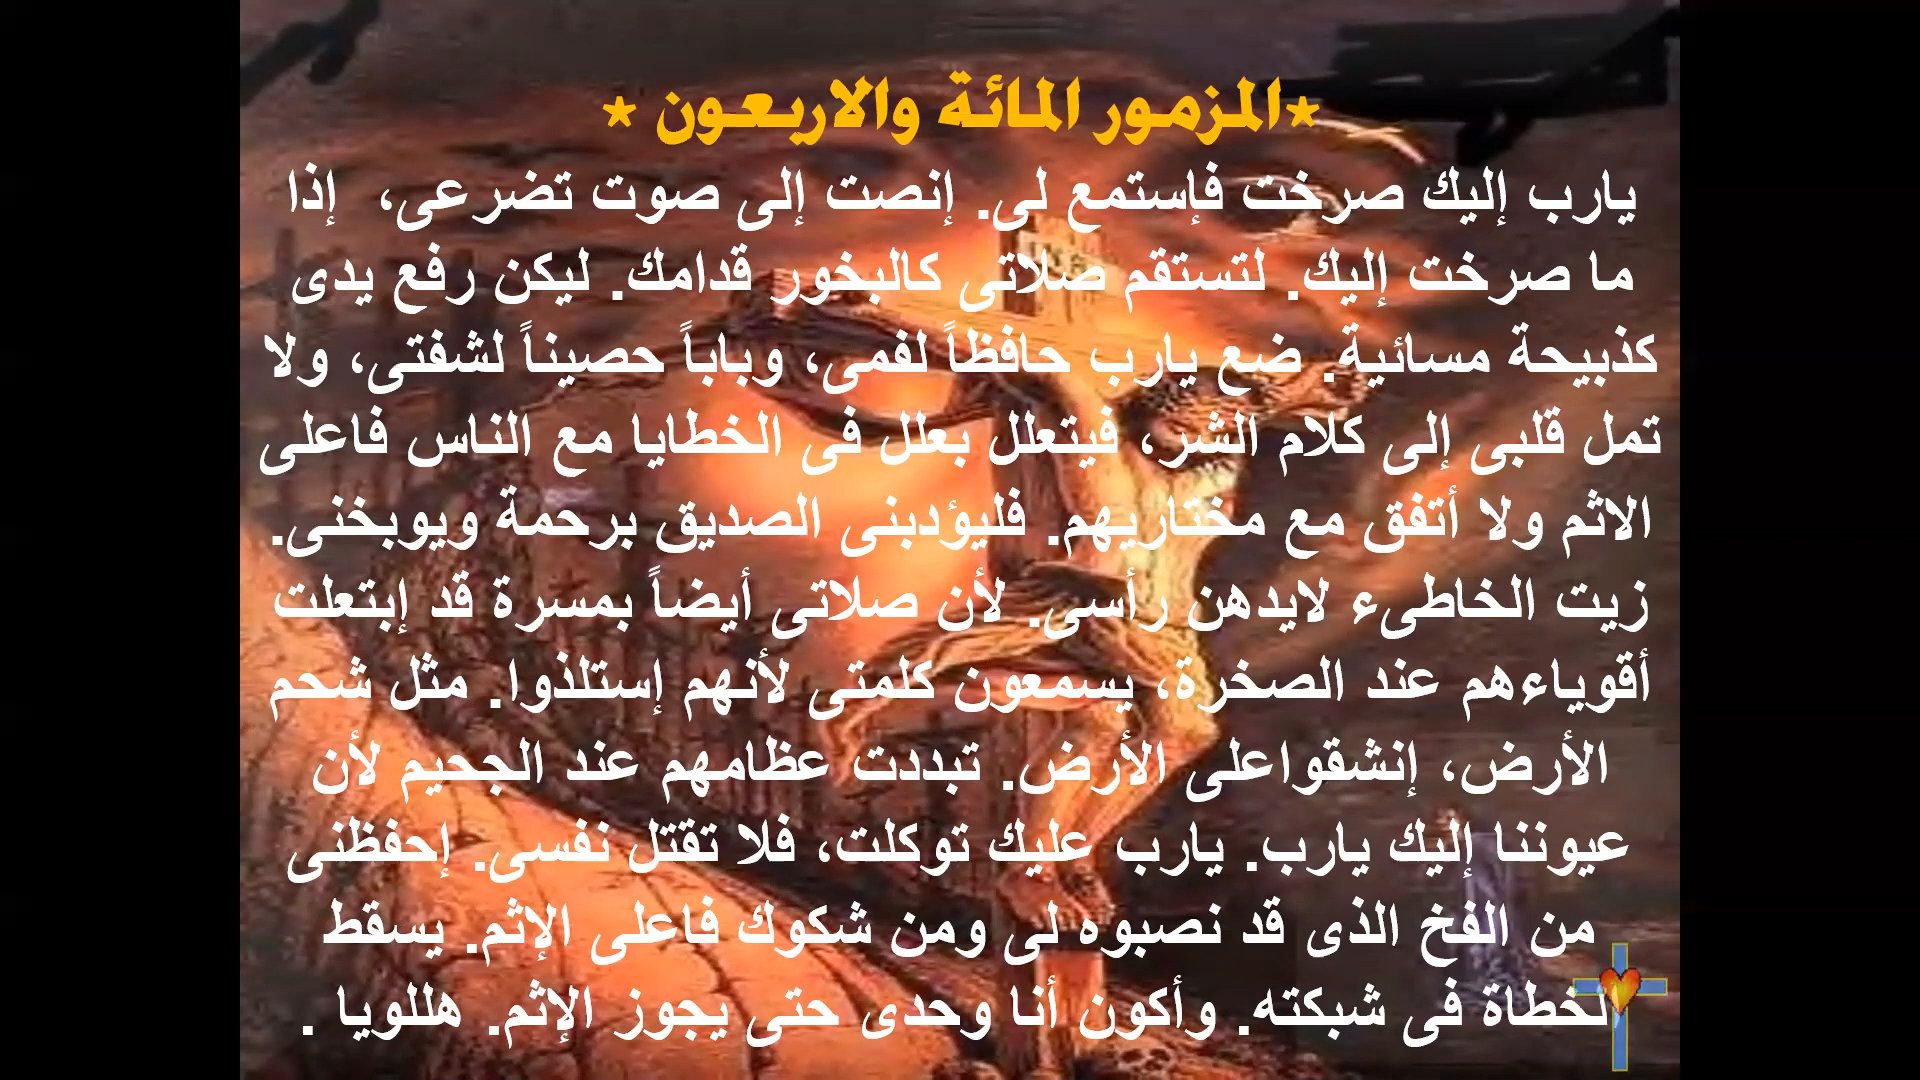 *المزمور المائة والاربعون *
يارب إليك صرخت فإستمع لى. إنصت إلى صوت تضرعى، إذا
ما صرخت إليك. لتستقم صلاتى كالبخور قدامك. ليكن رفع يدى
كذبيحة مسائية. ضع يارب حافظاً لفمى، وباباً حصيناً لشفتى، ولا
تمل قلبى إلى كلام الشر، فيتعلل بعلل فى الخطايا مع الناس فاعلى
الاثم ولا أتفق مع مختاريهم. فليؤدبنى الصديق برحمة ويوبخنى.
زيت الخاطىء لايدهن رأسى. لأن صلاتى أيضاً بمسرة قد إبتعلت
أقوياءهم عند الصخرة، يسمعون كلمتى لأنهم إستلذوا. مثل شحم
الأرض، إنشقواعلى الأرض. تبددت عظامهم عند الجحيم لأن
عيوننا إليك يارب. يارب عليك توكلت، فلا تقتل نفسى. إحفظنى
من الفخ الذى قد نصبوه لى ومن شكوك فاعلى الإثم. يسقط
لخطاة فى شبكته. وأكون أنا وحدى حتى يجوز الإثم. هللويا .